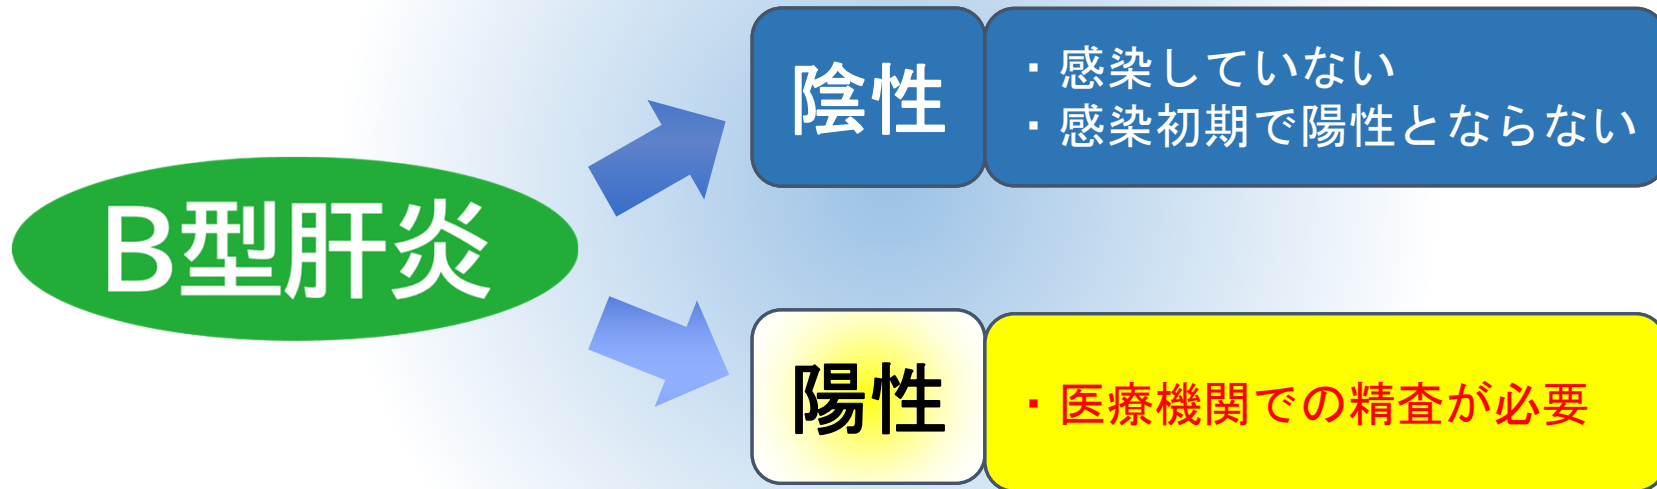 B型肝炎
陰性
・感染していない
・感染初期で陽性とならない
陽性
・医療機関での精査が必要